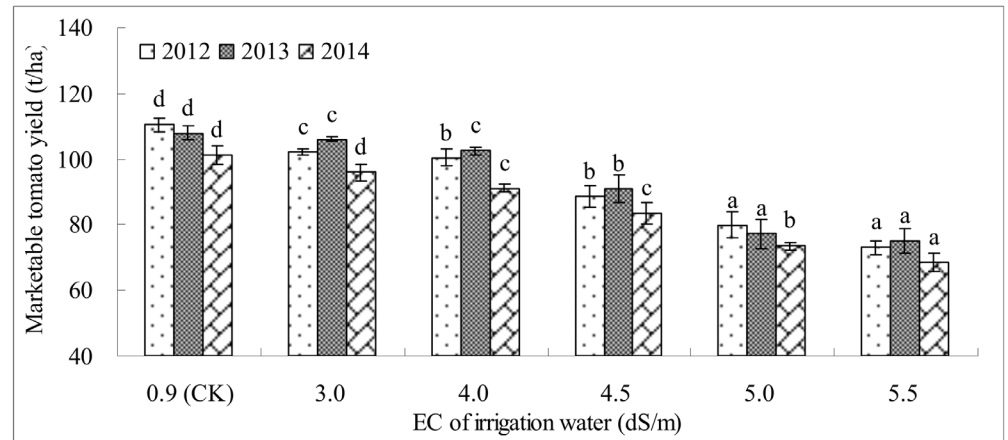 140
120
100
80
60
40
Marketable tomato yield (t/ha)
2012 2013 2014
d d d
c c d
b c c
b b c
a a b
a a a
0.9 (CK) 3.0 4.0 4.5 5.0 5.5
EC of irrigation water (dS/m)